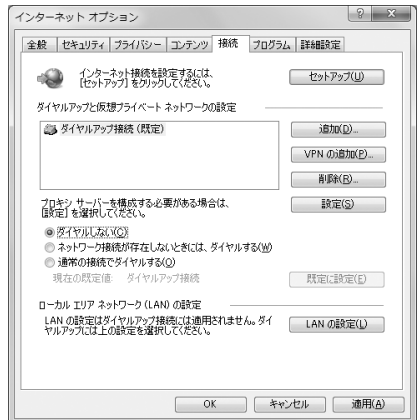 インターネット オプション
全般 セキュリティ プライバシー コンテンツ 接続 プログラム 詳細設定
インターネット接続を設定するには、
[セットアップ] をクリックしてください。
セットアップ(U)
ダイヤルアップと仮想プライベート ネットワークの設定
ダイヤルアップ接続 (既定)
追加(D)...
VPN の追加(P)...
削除(R)...
プロキシ サーバーを構成する必要がある場合は、
[設定] を選択してください。
設定(S)
ダイヤルしない(C)
ネットワーク接続が存在しないときには、ダイヤルする(W)
通常の接続でダイヤルする(O)
現在の既定値: ダイヤルアップ接続
既定に設定(E)
ローカル エリア ネットワーク (LAN) の設定
LAN の設定はダイヤルアップ接続には適用されません。ダイ
ヤルアップには上の設定を選択してください。
LAN の設定(L)
OK キャンセル 適用(A)